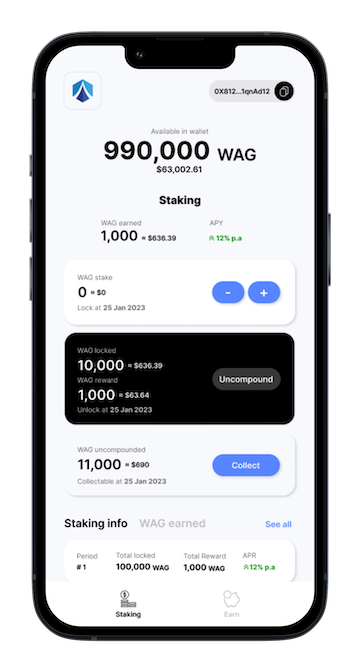 0X812...1qnAd12
Available in wallet
990,000 WAG
$63,002.61
Staking
WAG earned APY
1,000 ≈ $636.39 12% p.a
WAG stake
0 ≈ $0
- +
Lock at 25 Jan 2023
WAG locked
10,000 ≈ $636.39
WAG reward
Uncompound
1,000 ≈ $63.64
Unlock at 25 Jan 2023
WAG uncompounded
11,000 ≈ $690
Collect
Collectable at 25 Jan 2023
Staking info WAG earned See all
Period Total locked Total Reward APR
# 1 100,000 WAG 1,000 WAG 12% p.a
Staking Earn